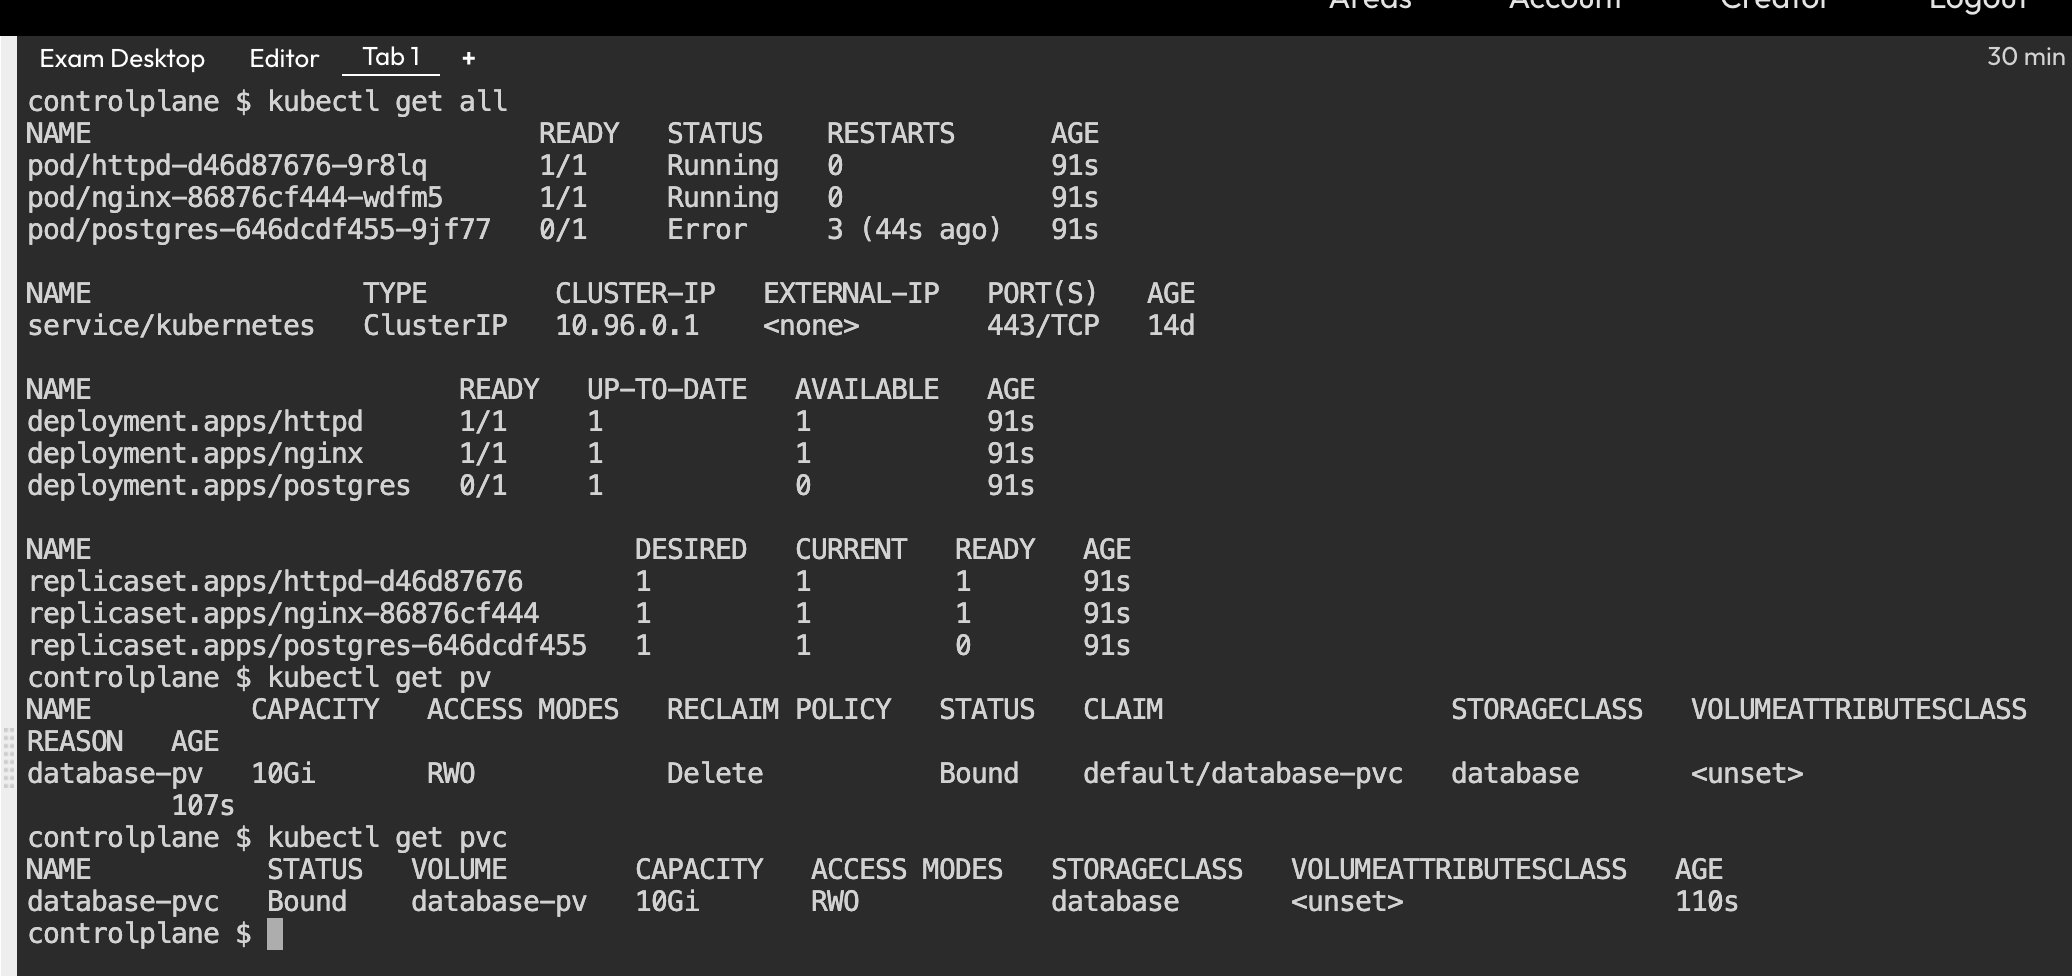 Areas Account Creator Logout
Exam Desktop Editor Tab 1 + 30 min
controlplane $ kubectl get all
NAME READY STATUS RESTARTS AGE
pod/httpd-d46d87676-9r8lq 1/1 Running 0 91s
pod/nginx-86876cf444-wdfm5 1/1 Running 0 91s
pod/postgres-646dcdf455-9jf77 0/1 Error 3 (44s ago) 91s
NAME TYPE CLUSTER-IP EXTERNAL-IP PORT(S) AGE
service/kubernetes ClusterIP 10.96.0.1 <none> 443/TCP 14d
NAME READY UP-TO-DATE AVAILABLE AGE
deployment.apps/httpd 1/1 1 1 91s
deployment.apps/nginx 1/1 1 1 91s
deployment.apps/postgres 0/1 1 0 91s
NAME DESIRED CURRENT READY AGE
replicaset.apps/httpd-d46d87676 1 1 1 91s
replicaset.apps/nginx-86876cf444 1 1 1 91s
replicaset.apps/postgres-646dcdf455 1 1 0 91s
controlplane $ kubectl get pv
NAME CAPACITY ACCESS MODES RECLAIM POLICY STATUS CLAIM STORAGECLASS VOLUMEATTRIBUTESCLASS
REASON AGE
database-pv 10Gi RWO Delete Bound default/database-pvc database <unset>
107s
controlplane $ kubectl get pvc
NAME STATUS VOLUME CAPACITY ACCESS MODES STORAGECLASS VOLUMEATTRIBUTESCLASS AGE
database-pvc Bound database-pv 10Gi RWO database <unset> 110s
controlplane $